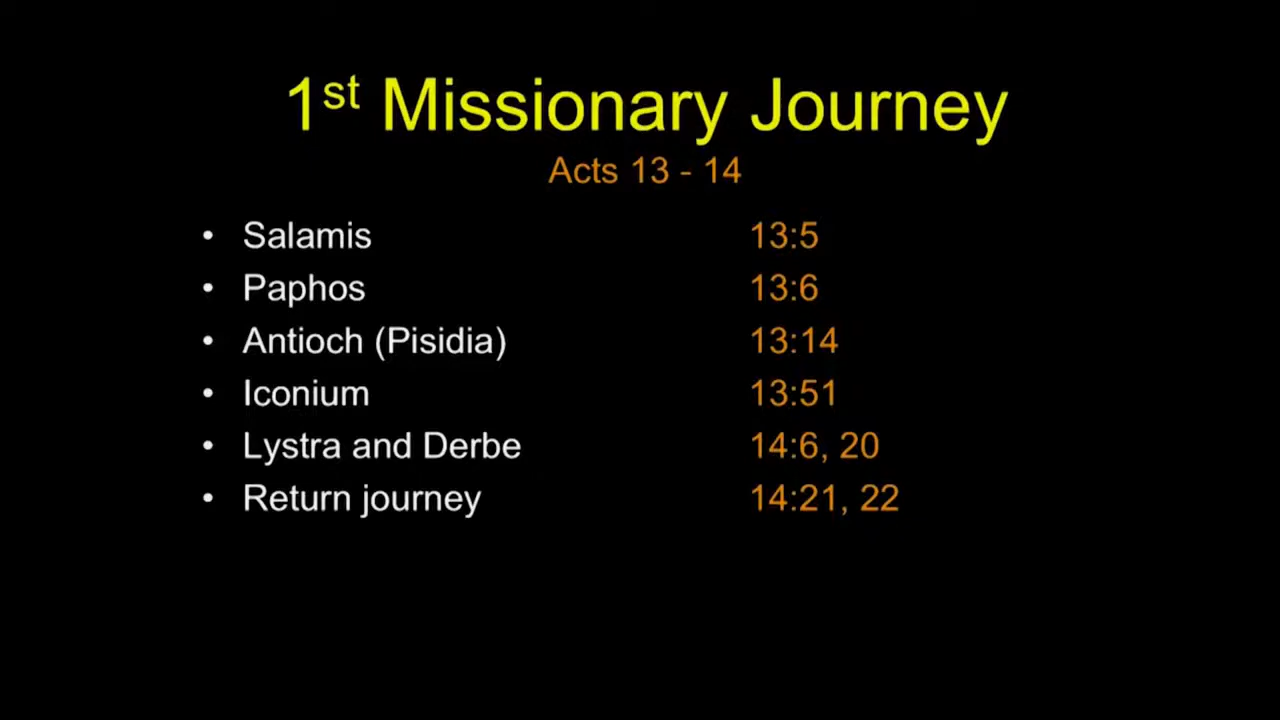 1st Missionary Journey
Acts 13 - 14
• Salamis 13:5
• Paphos 13:6
• Antioch (Pisidia) 13:14
• Iconium 13:51
• Lystra and Derbe 14:6, 20
• Return journey 14:21, 22